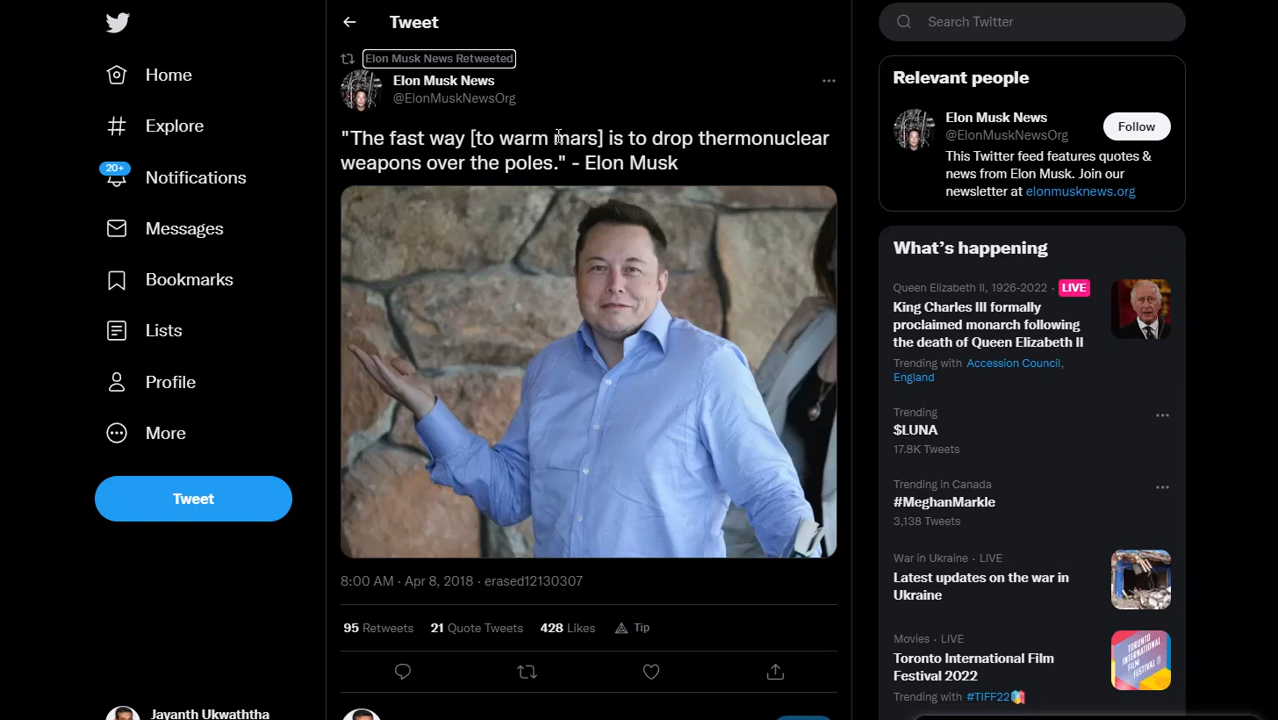 Home
Explore
20+
Notifications
Messages
Bookmarks
Lists
Profile
More
Tweet
Jayanth Ukwaththa
Tweet
Elon Musk News Retweeted
Elon Musk News
@ElonMuskNewsOrg
"The fast way [to warm mars] is to drop thermonuclear
weapons over the poles." - Elon Musk
8:00 AM · Apr 8, 2018 · erased12130307
95 Retweets 21 Quote Tweets 428 Likes Tip
Search Twitter
Relevant people
Elon Musk News
@ElonMuskNewsOrg
Follow
This Twitter feed features quotes &
news from Elon Musk. Join our
newsletter at elonmusknews.org
What's happening
Queen Elizabeth II, 1926-2022 · LIVE
King Charles III formally
proclaimed monarch following
the death of Queen Elizabeth II
Trending with Accession Council,
England
Trending
$LUNA
17.8K Tweets
Trending in Canada
#MeghanMarkle
3,138 Tweets
War in Ukraine · LIVE
Latest updates on the war in
Ukraine
Movies · LIVE
Toronto International Film
Festival 2022
Trending with #TIFF22
TORONTO INTERNATIONAL FILM FESTIVAL